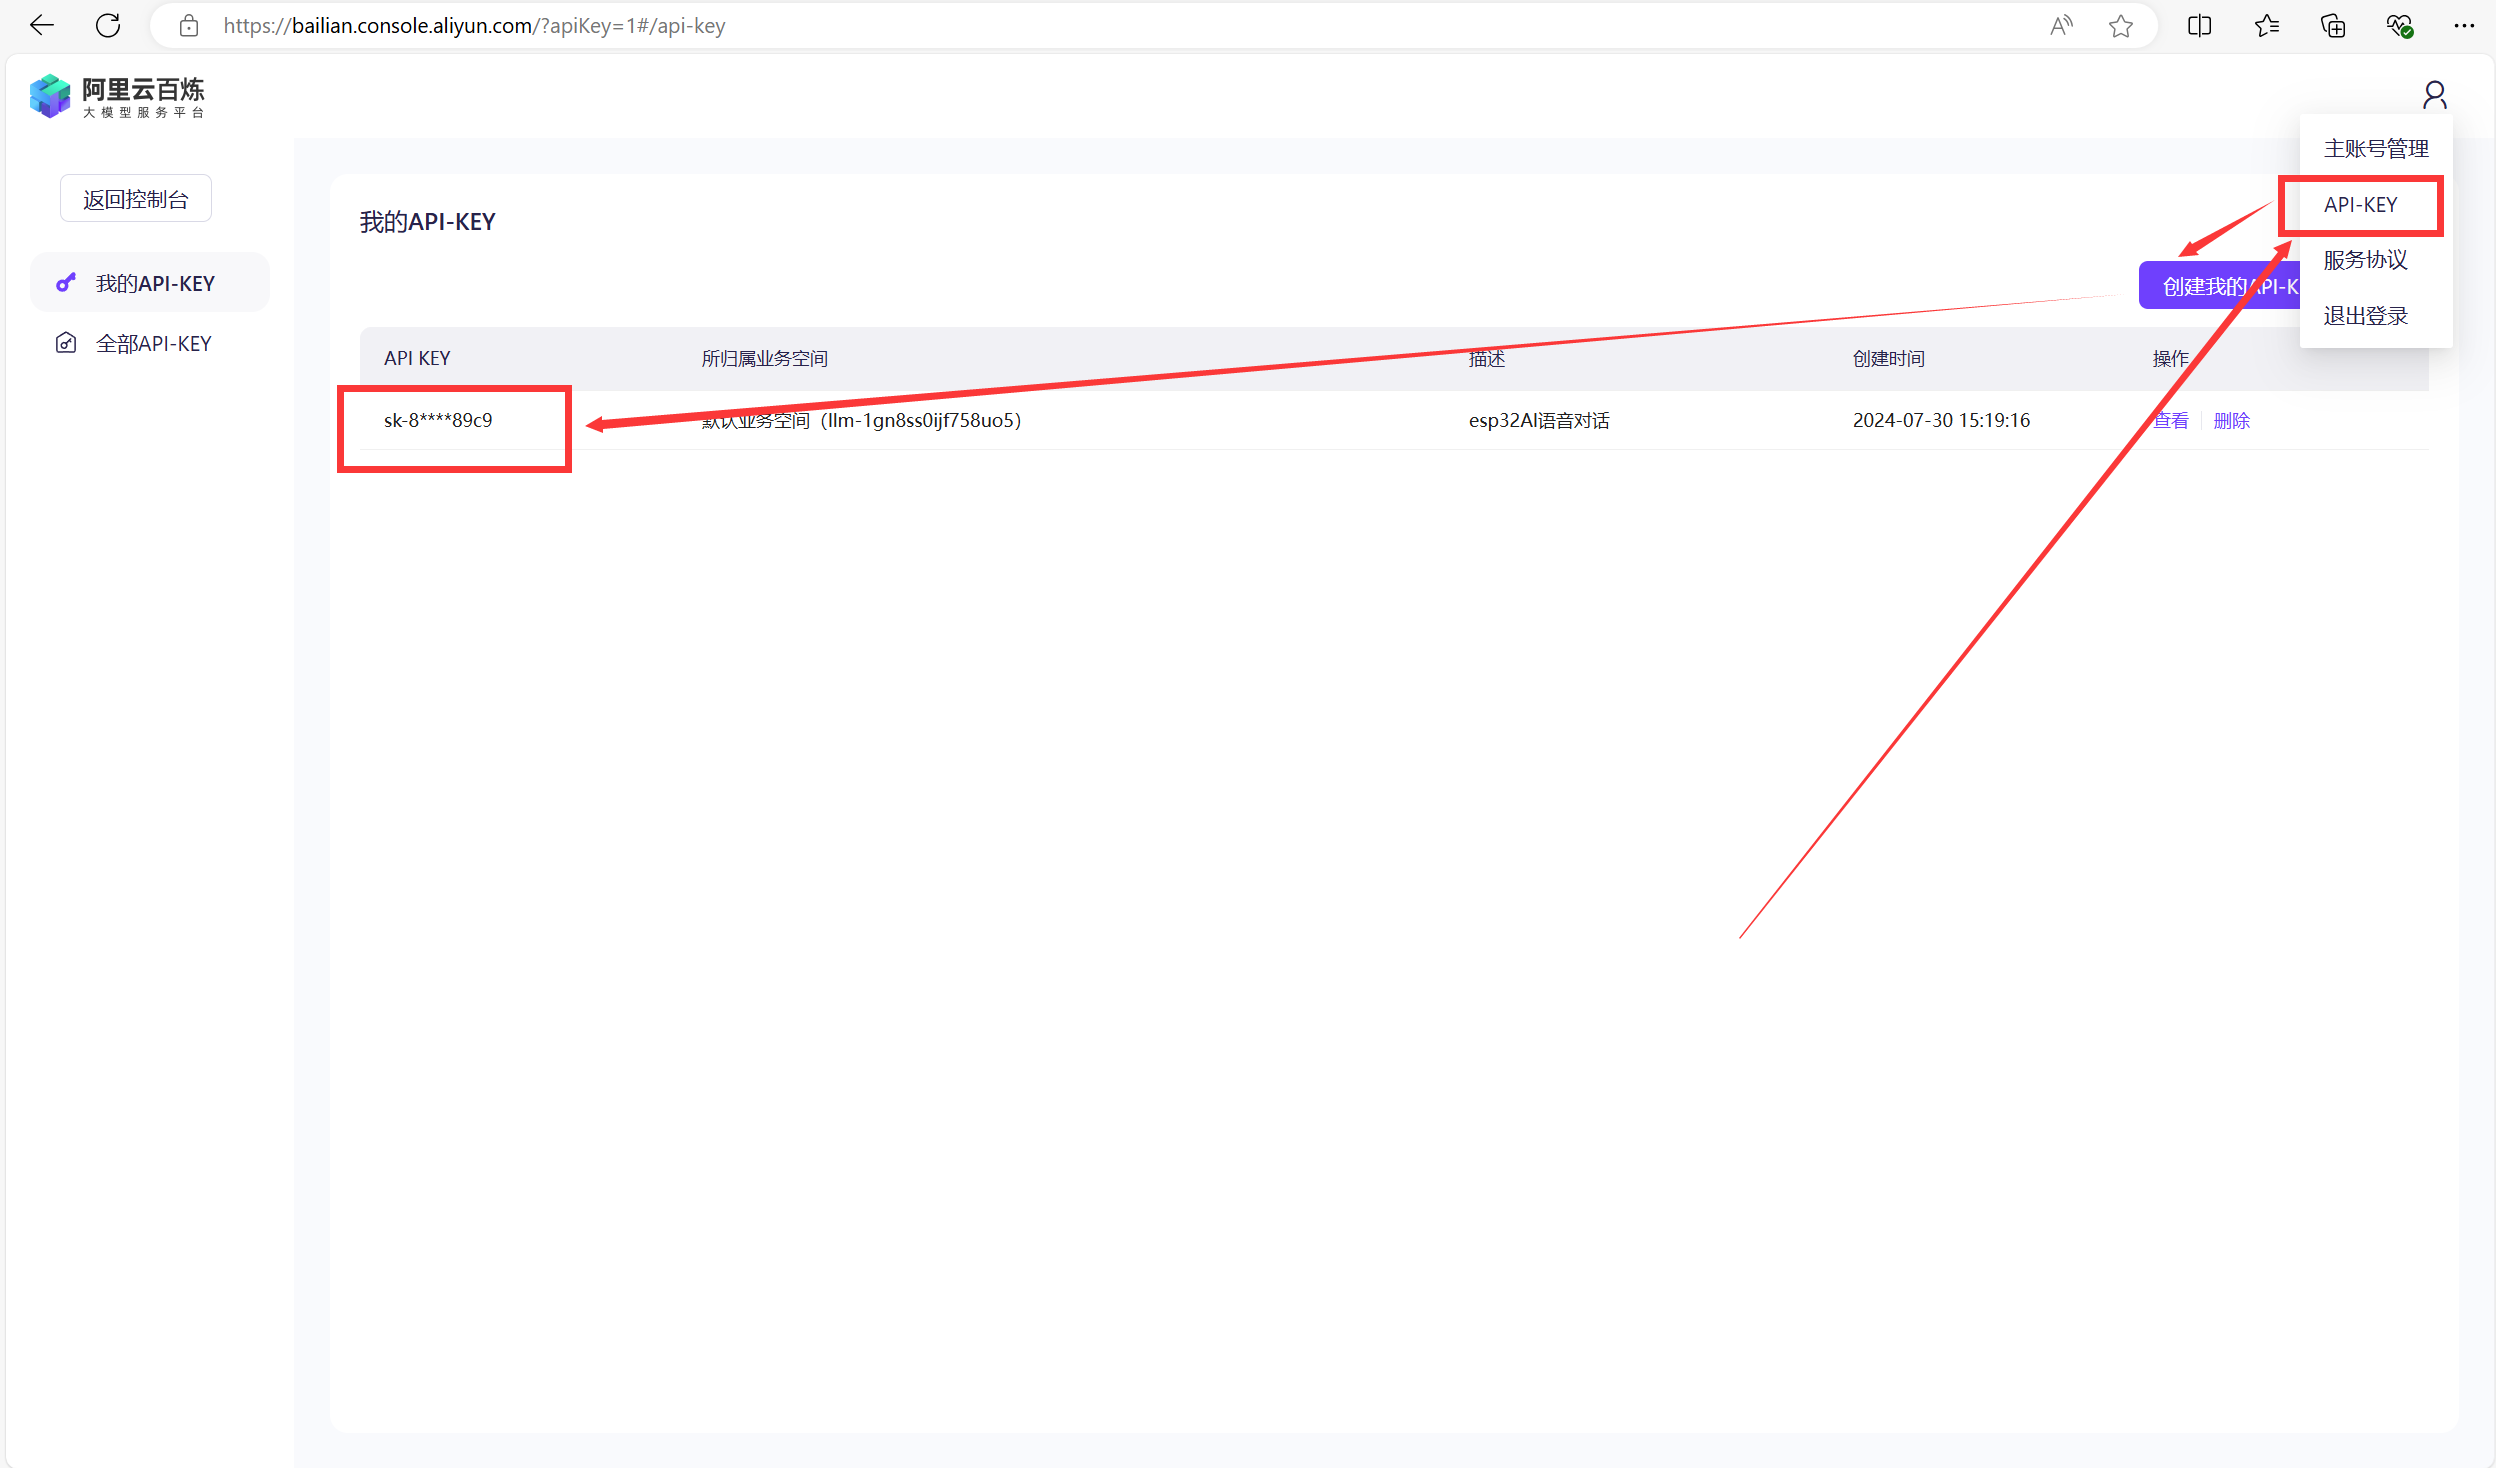 https://bailian.console.aliyun.com/?apiKey=1#/api-key
阿里云百炼
大模型服务平台
主账号管理
API-KEY
服务协议
退出登录
返回控制台
我的API-KEY
全部API-KEY
我的API-KEY
创建我的API-K
API KEY 所归属业务空间 描述 创建时间 操作
sk-8****89c9 默认业务空间（llm-1gn8ss0ijf758uo5） esp32AI语音对话 2024-07-30 15:19:16 查看 删除